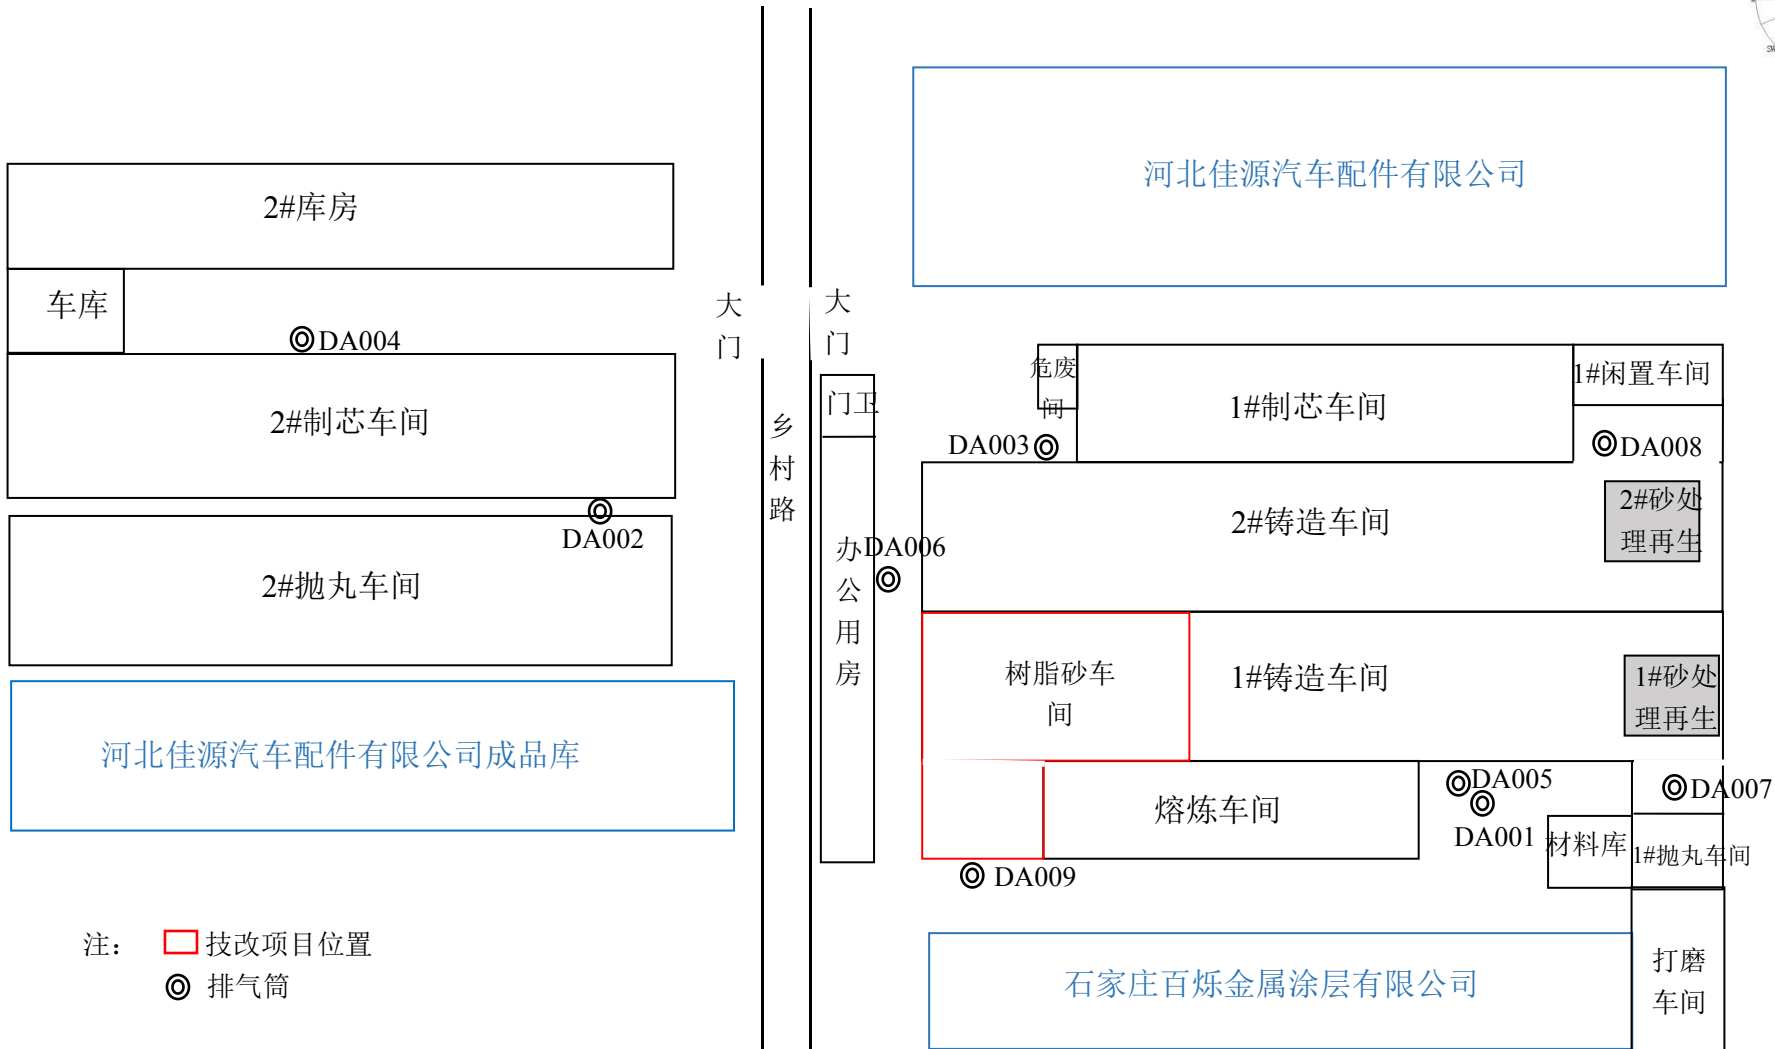 SW
河北佳源汽车配件有限公司
2#库房
车库
DA004
大
门
大
门
2#制芯车间
乡
村
路
门卫
危废
间
1#制芯车间
1#闲置车间
DA003
DA008
DA002
2#铸造车间
2#砂处
理再生
办
公
用
房
DA006
2#抛丸车间
树脂砂车
间
1#铸造车间
1#砂处
理再生
河北佳源汽车配件有限公司成品库
熔炼车间
DA005
DA001
DA007
材料库
1#抛丸车间
DA009
注：
技改项目位置
排气筒
石家庄百烁金属涂层有限公司
打磨
车间